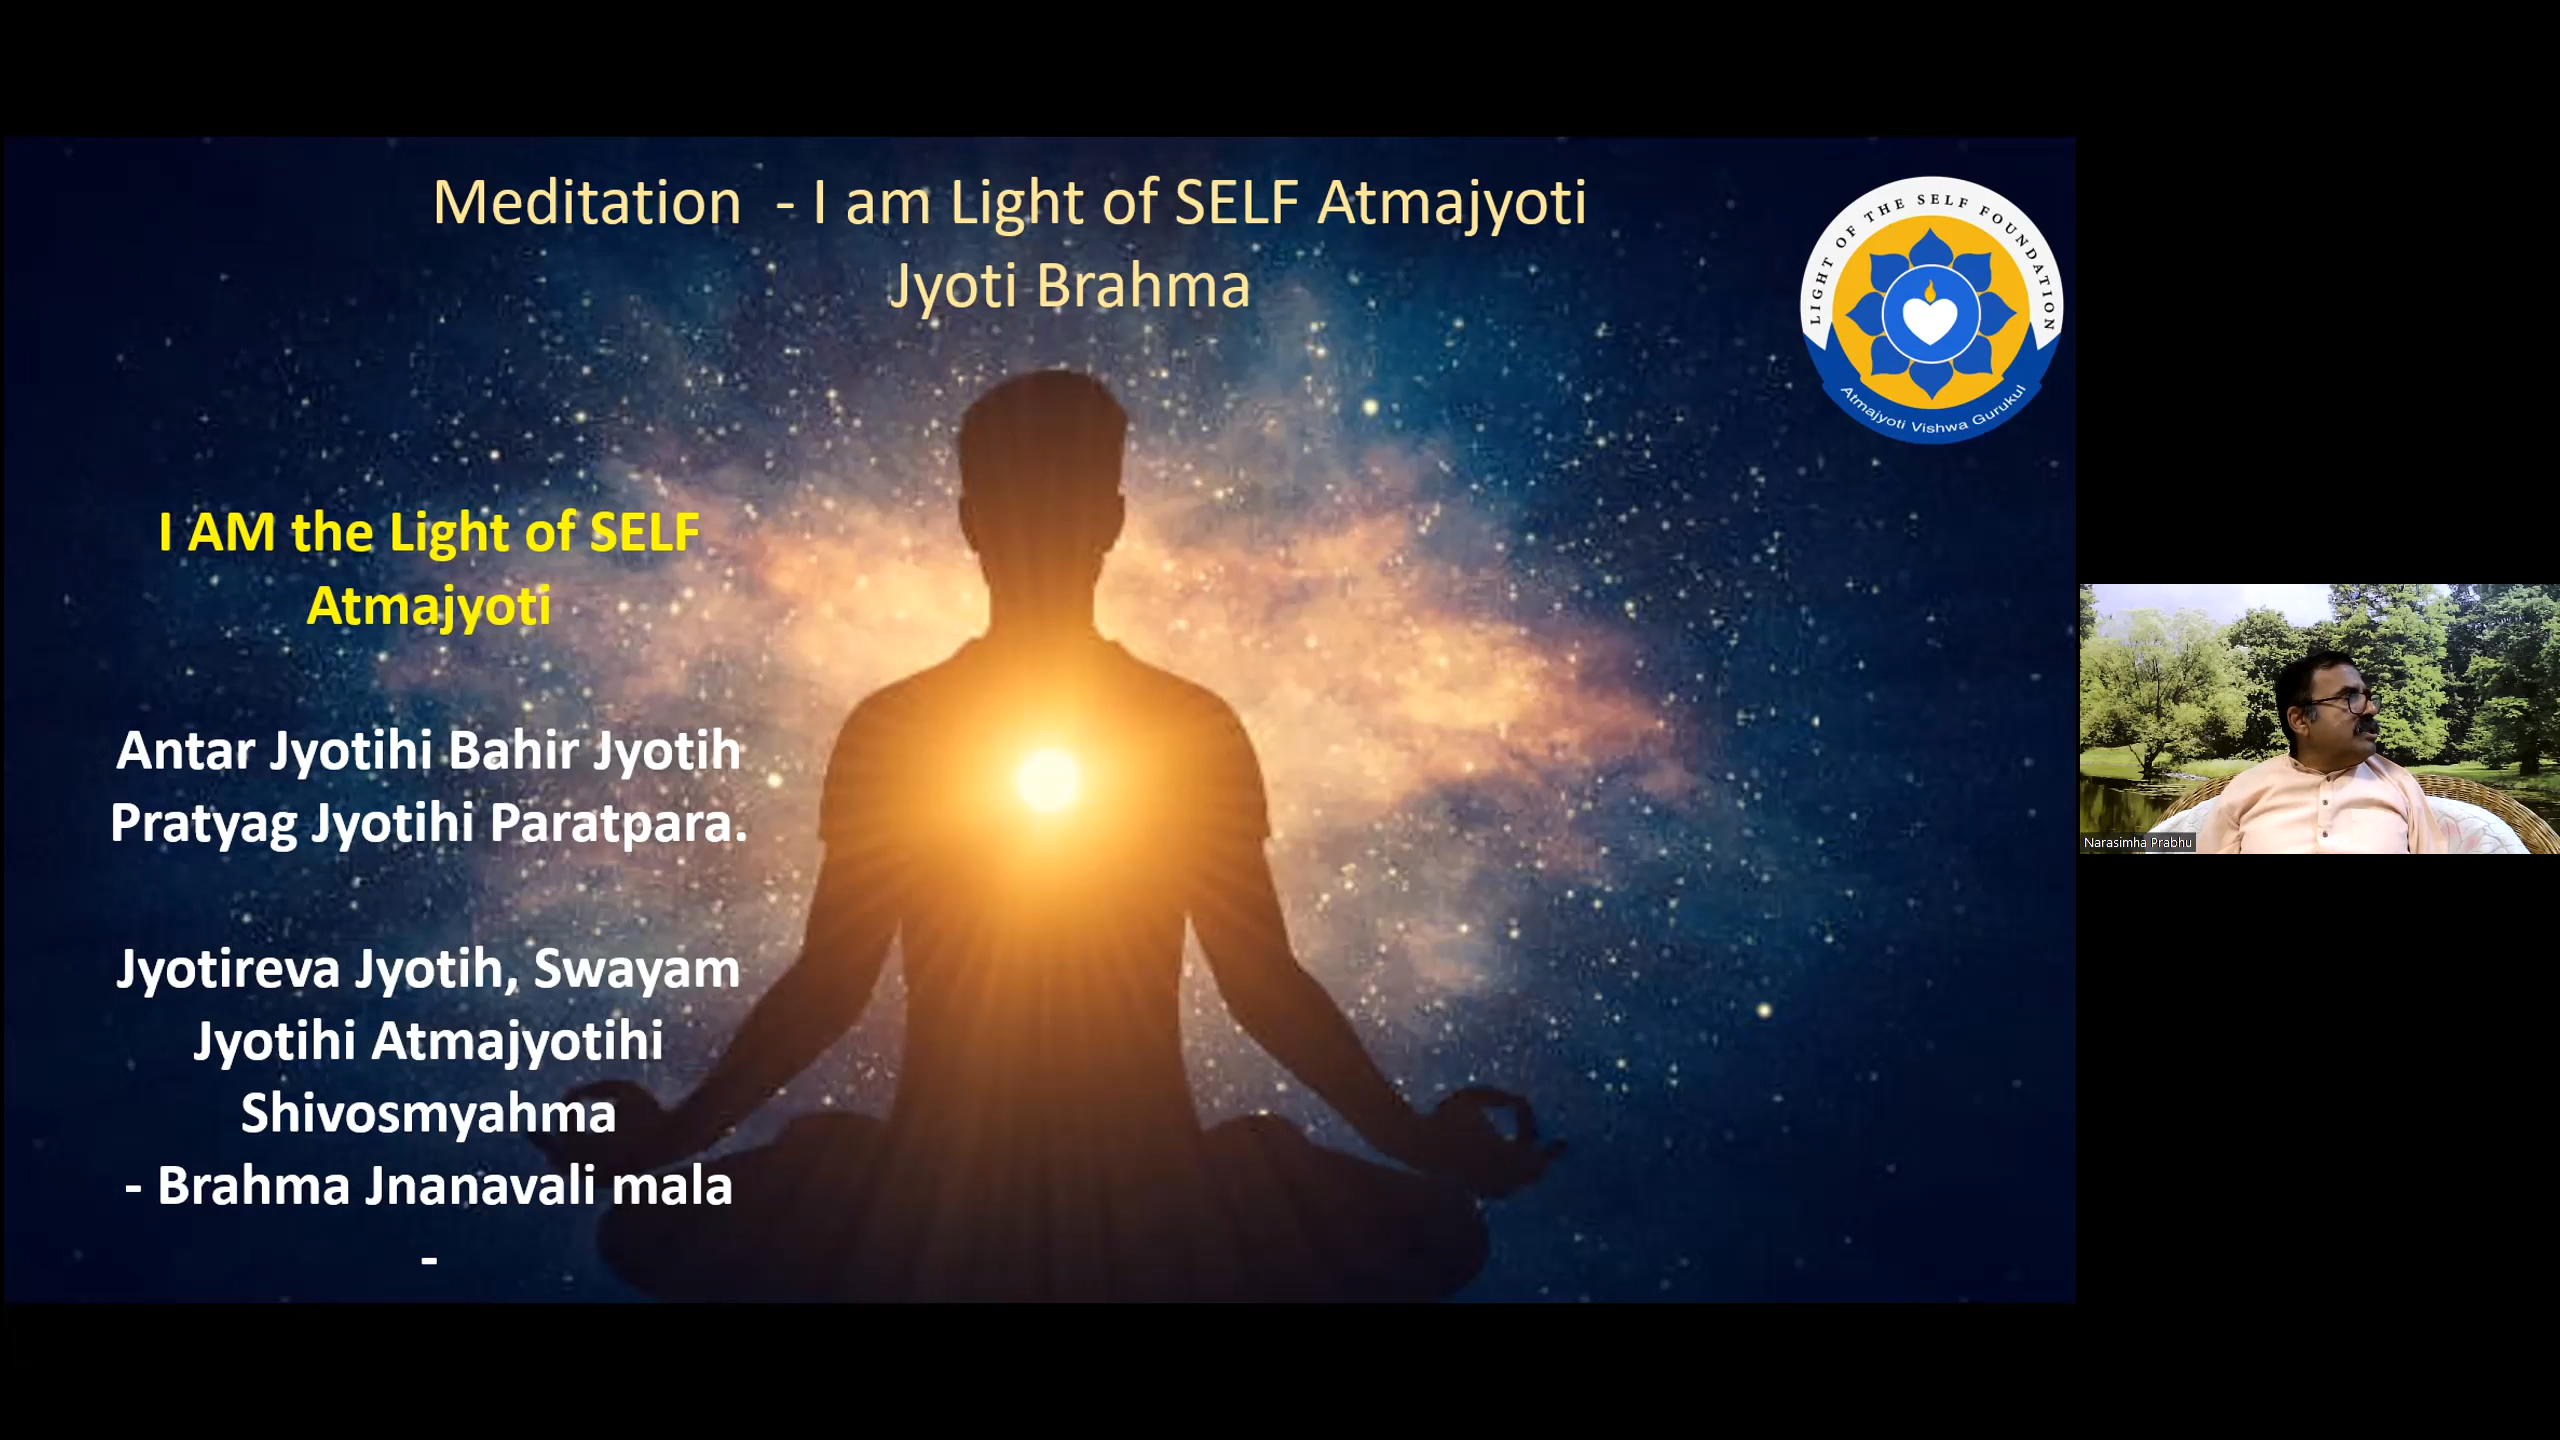 Meditation - I am Light of SELF Atmajyoti
Jyoti Brahma
LIGHT OF THE SELF FOUNDATION
Atmajyoti Vishwa Gurukul
I AM the Light of SELF
Atmajyoti
Antar Jyotihi Bahir Jyotih
Pratyag Jyotihi Paratpara.
Jyotireva Jyotih, Swayam
Jyotihi Atmajyotihi
Shivosmyahma
- Brahma Jnanavali mala
-
Narasimha Prabhu